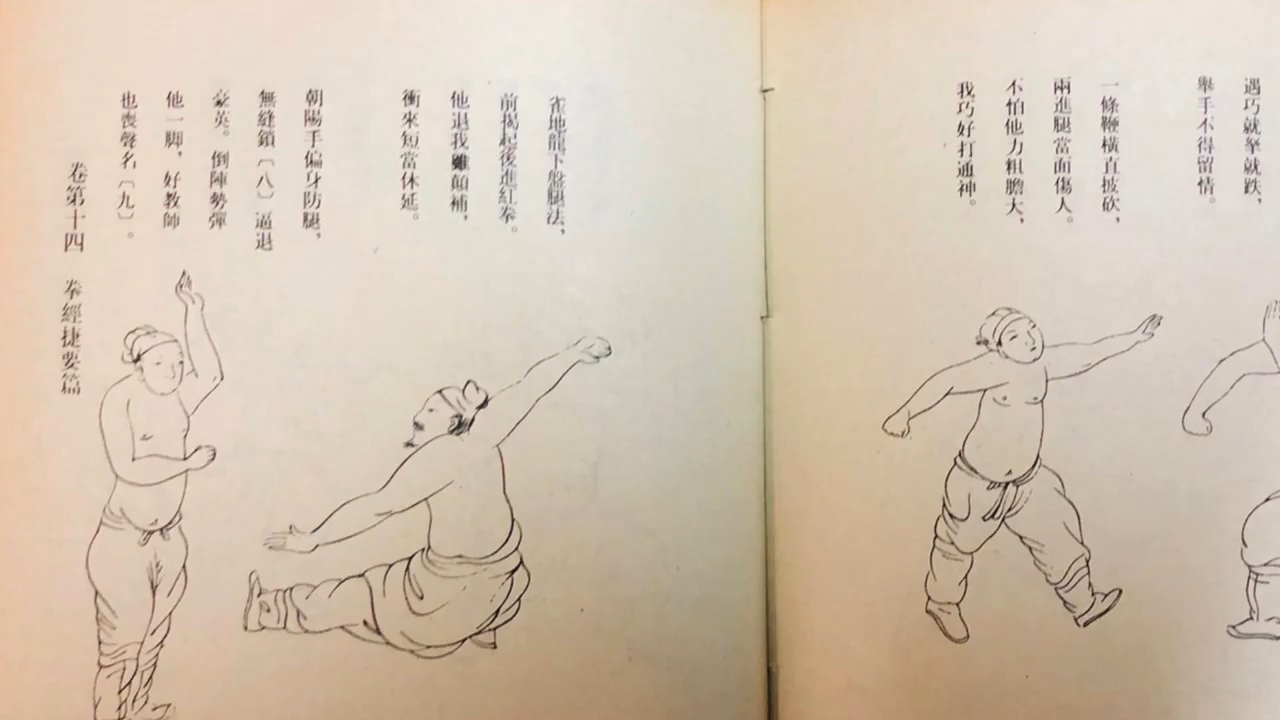 遇巧就拏就跌，
舉手不得留情。
一條鞭橫直披砍，
兩進腿當面傷人。
不怕他力粗膽大，
我巧好打通神。
雀地龍下盤腿法，
前揭起後進紅拳。
他退我雖顛補，
衝來短當休延。
朝陽手偏身防腿，
無縫鎖〔八〕逼退
豪英。倒陣勢彈
他一脚，好教師
也喪聲名〔九〕。
卷第十四 拳經捷要篇